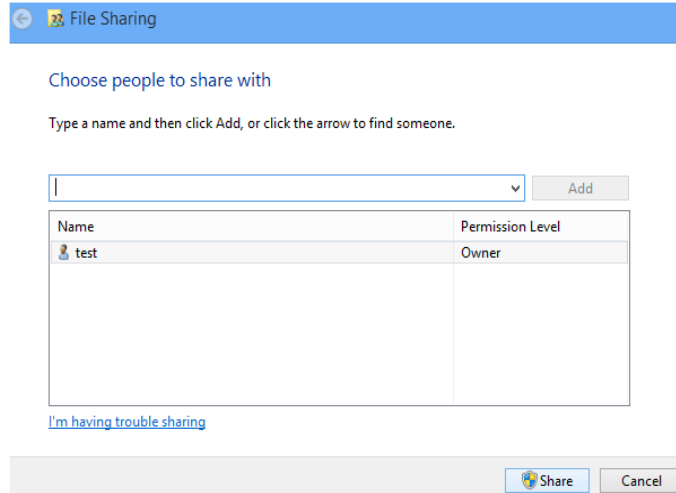 File Sharing
Choose people to share with
Type a name and then click Add, or click the arrow to find someone.
Add
Name Permission Level
test Owner
I'm having trouble sharing
Share Cancel